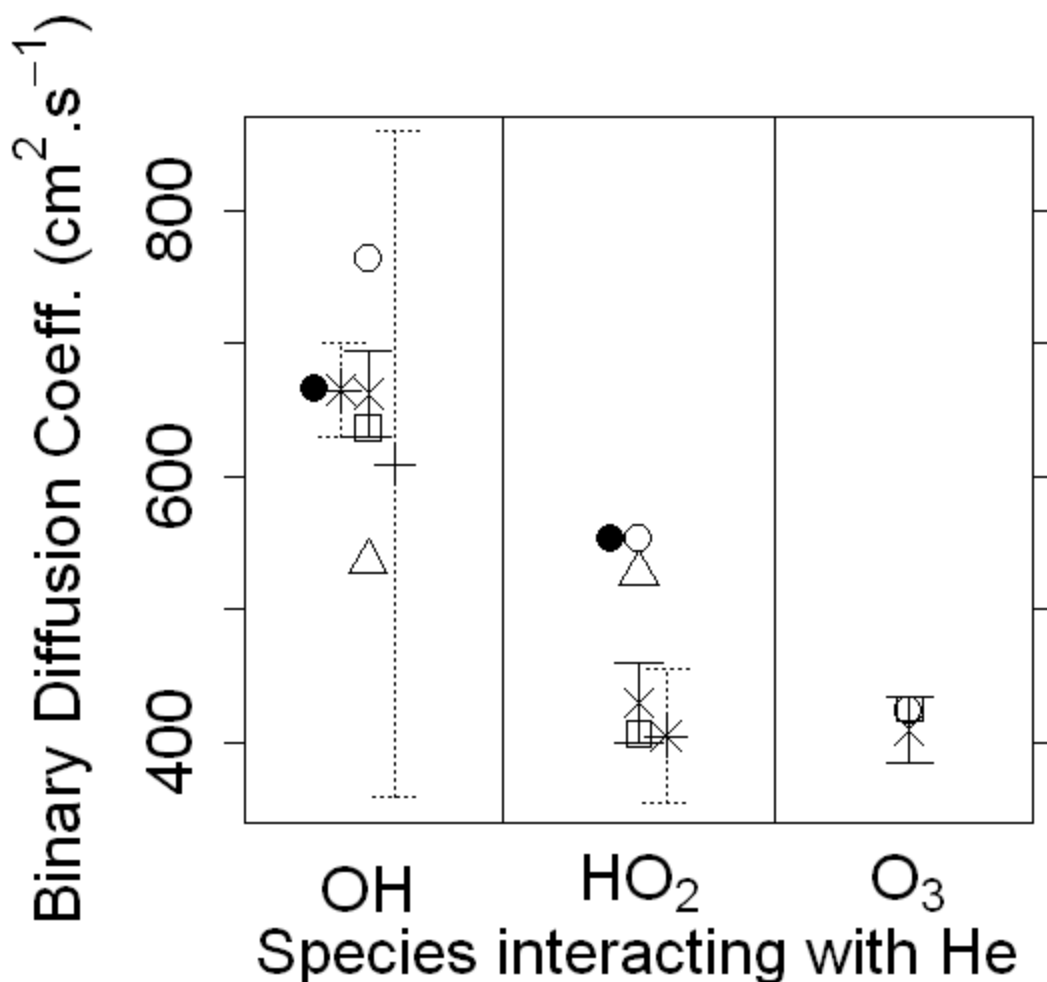 Binary Diffusion Coeff. (cm².s⁻¹)
800
600
400
OH
HO₂
O₃
Species interacting with He